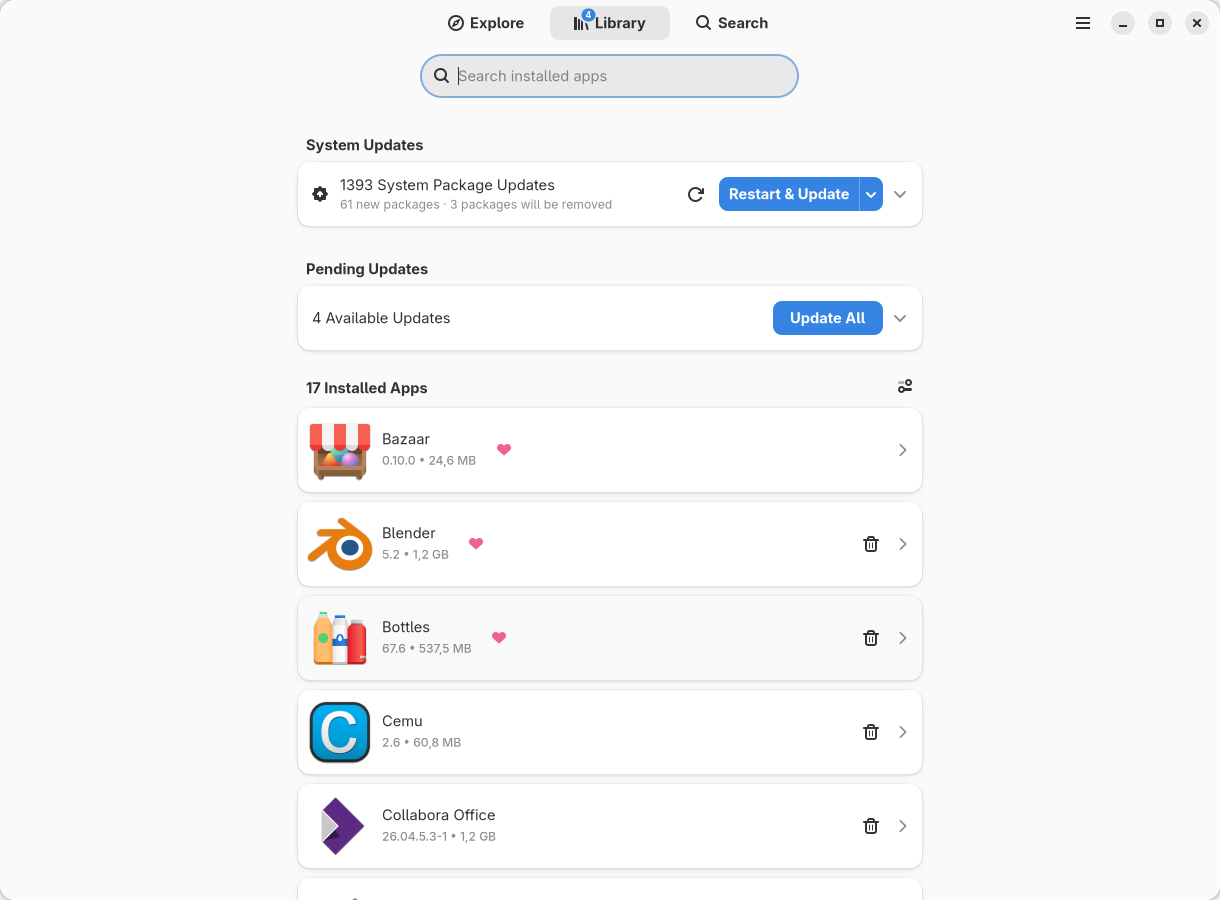 Explore
4
Library
Search
Search installed apps
System Updates
1393 System Package Updates
61 new packages · 3 packages will be removed
Restart & Update
Pending Updates
4 Available Updates
Update All
17 Installed Apps
Bazaar
0.10.0 • 24,6 MB
Blender
5.2 • 1,2 GB
Bottles
67.6 • 537,5 MB
C
Cemu
2.6 • 60,8 MB
Collabora Office
26.04.5.3-1 • 1,2 GB